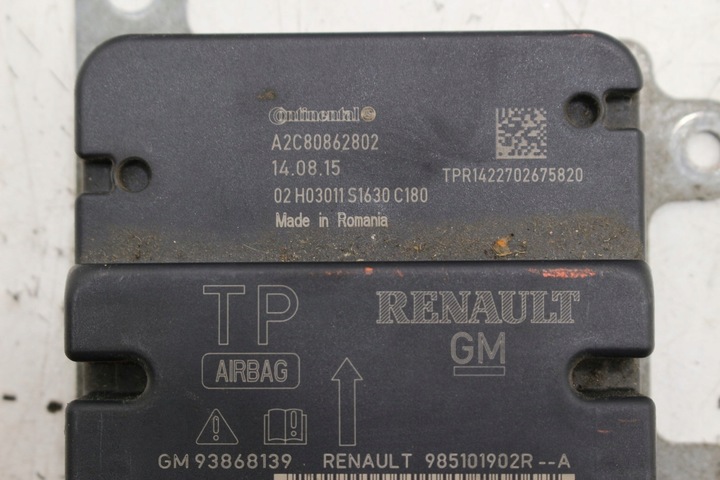 Continental
A2C80862802
14.08.15
TPR1422702675820
02 H03011 S1630 C180
Made in Romania
TP
RENAULT
GM
AIRBAG
GM 93868139 RENAULT 985101902R--A